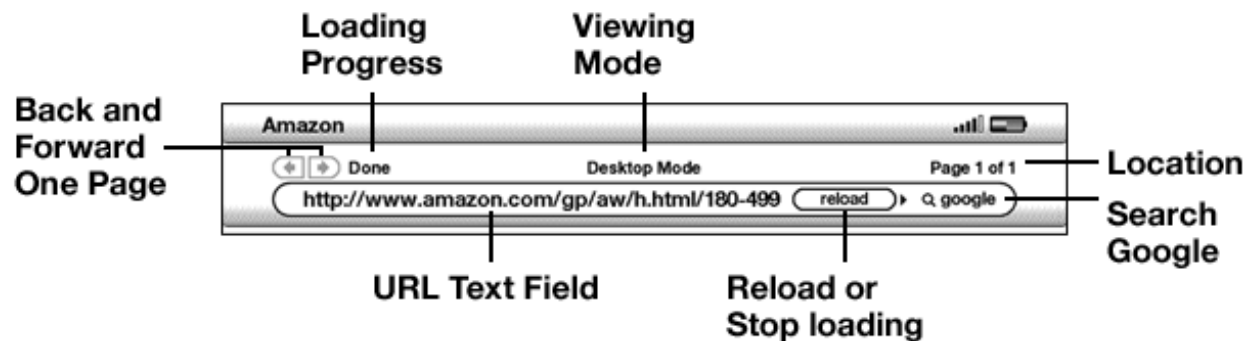 Loading
Progress
Viewing
Mode
Back and
Forward
One Page
Amazon
Done
Desktop Mode
Page 1 of 1
http://www.amazon.com/gp/aw/h.html/180-499
reload
google
Location
Search
Google
URL Text Field
Reload or
Stop loading